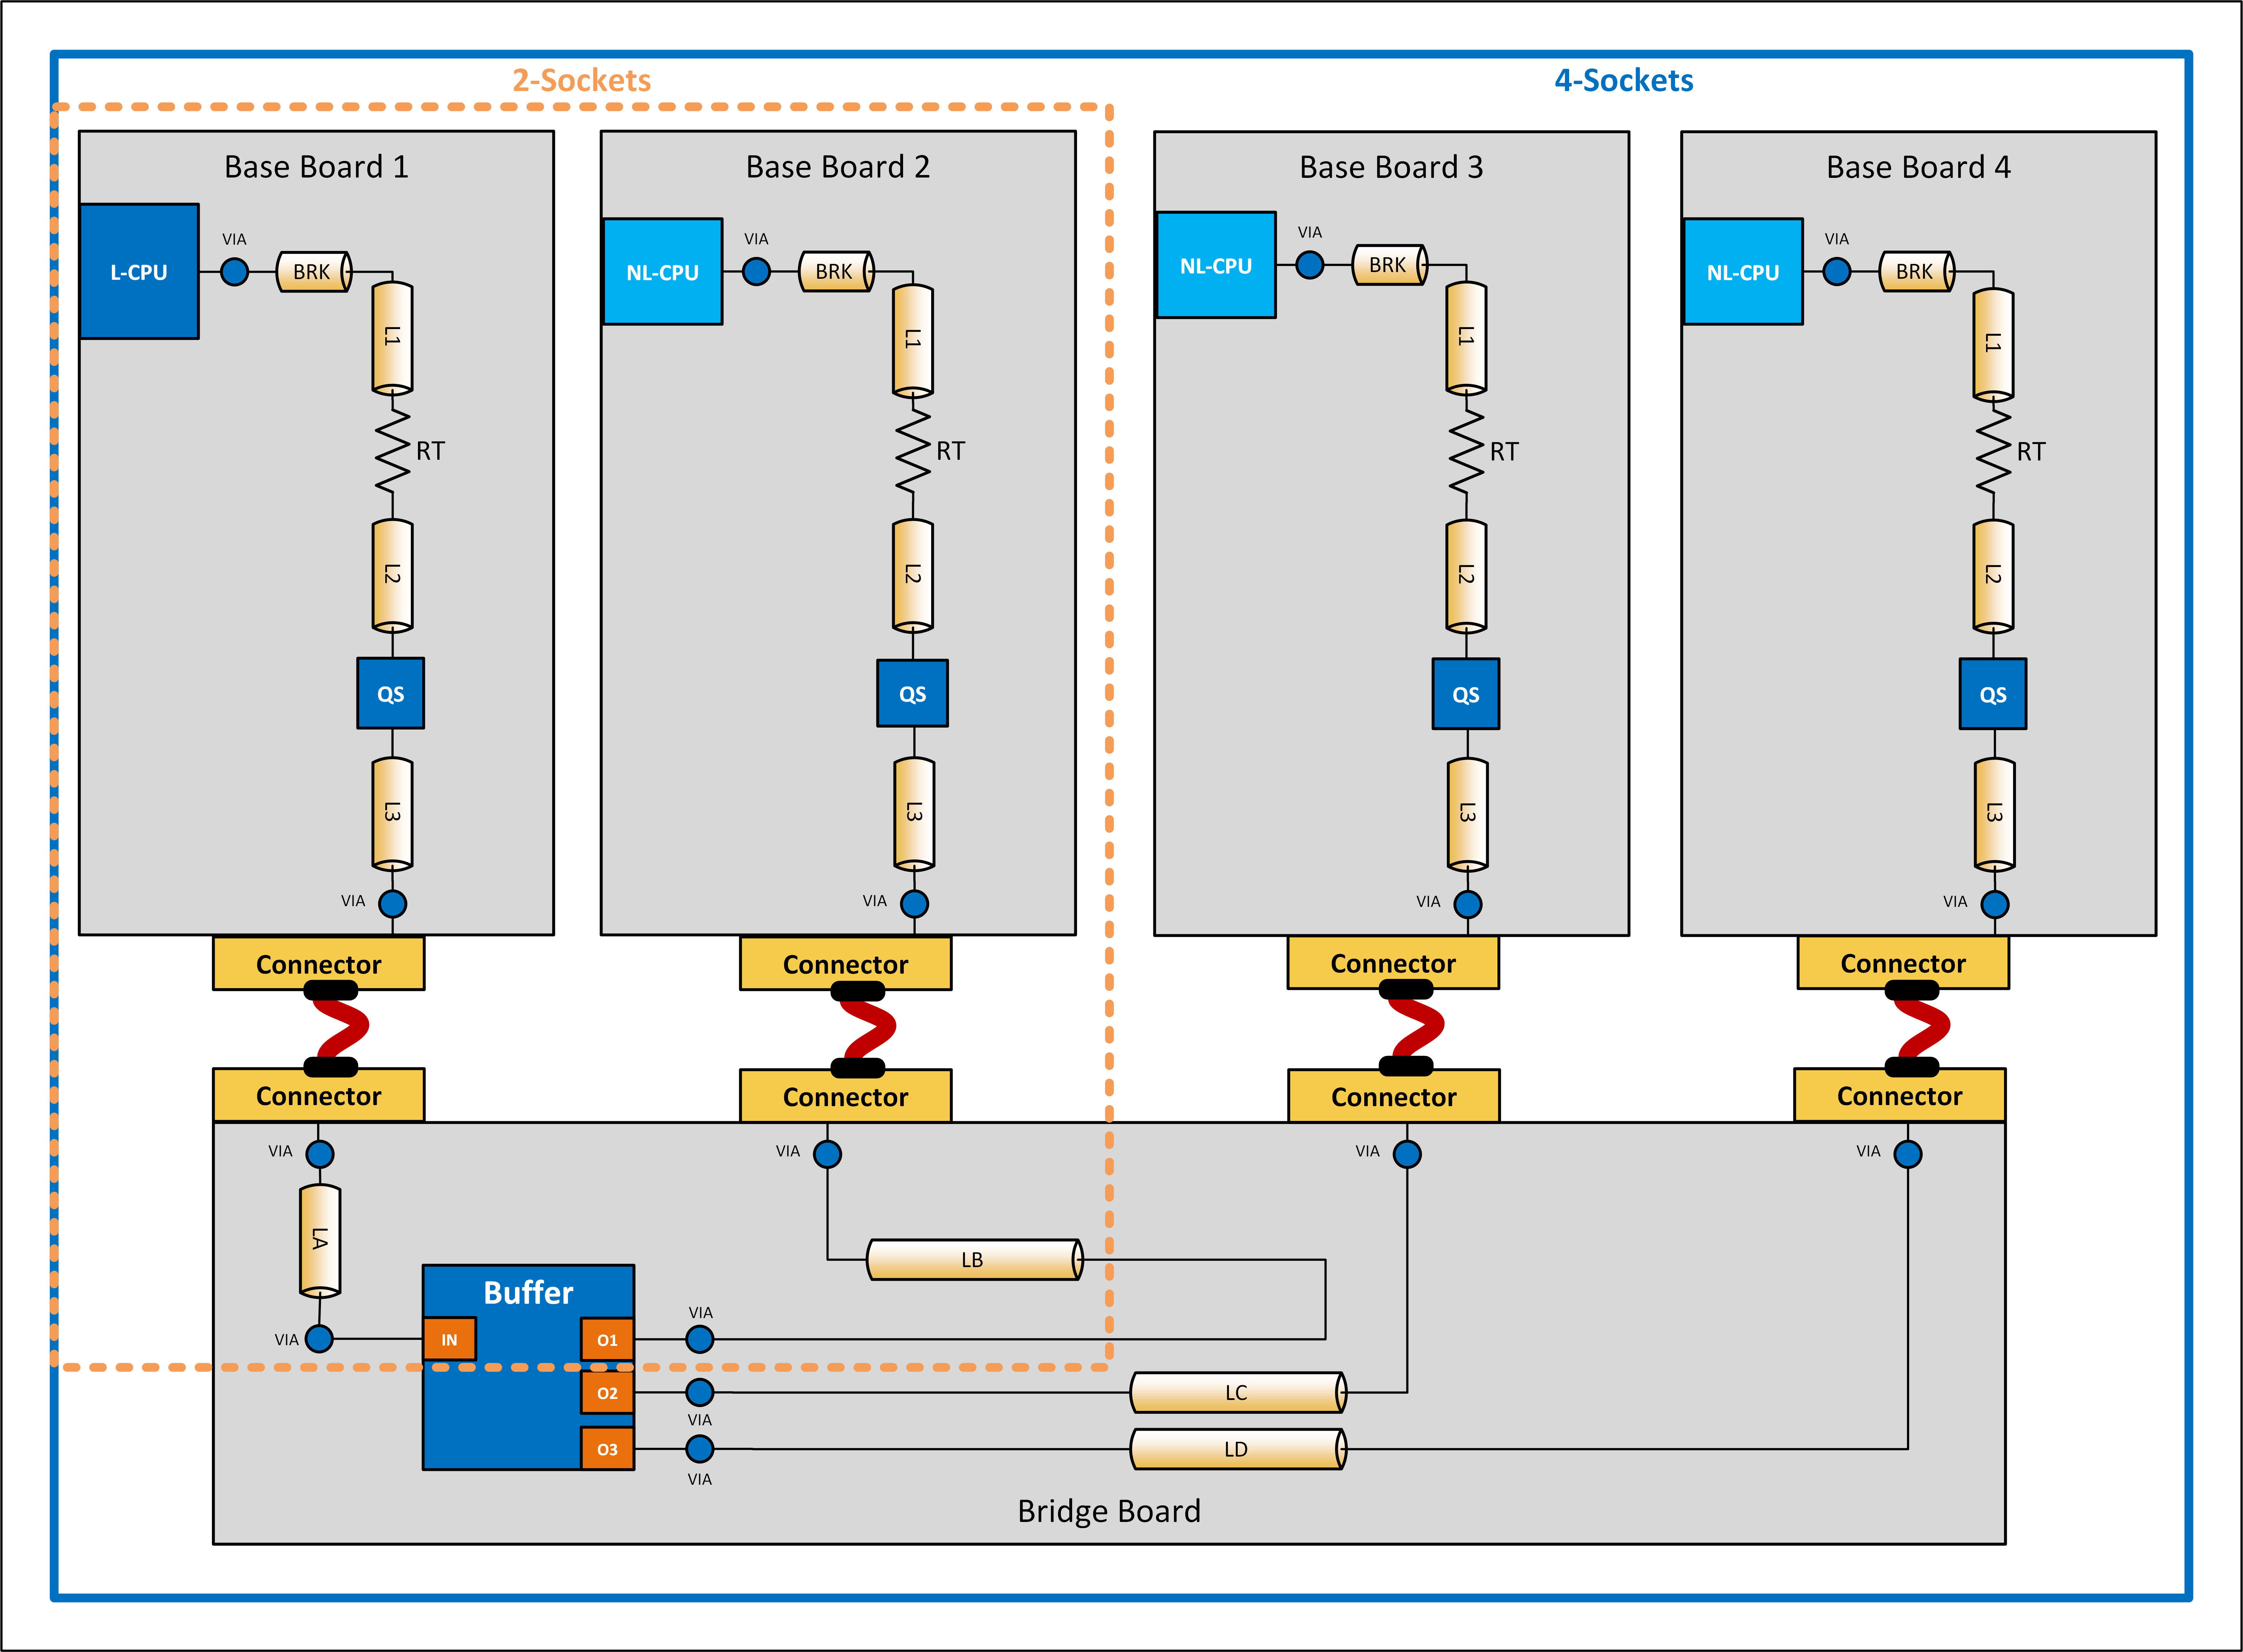 2-Sockets
4-Sockets
Base Board 1
Base Board 2
Base Board 3
Base Board 4
L-CPU
VIA
BRK
L1
RT
L2
QS
L3
VIA
Connector
Connector
NL-CPU
VIA
BRK
L1
RT
L2
QS
L3
VIA
Connector
Connector
NL-CPU
VIA
BRK
L1
RT
L2
QS
L3
VIA
Connector
Connector
NL-CPU
VIA
BRK
L1
RT
L2
QS
L3
VIA
Connector
Connector
VIA
VIA
VIA
VIA
LA
LB
Buffer
VIA
IN
O1
VIA
O2
VIA
LC
O3
VIA
LD
Bridge Board